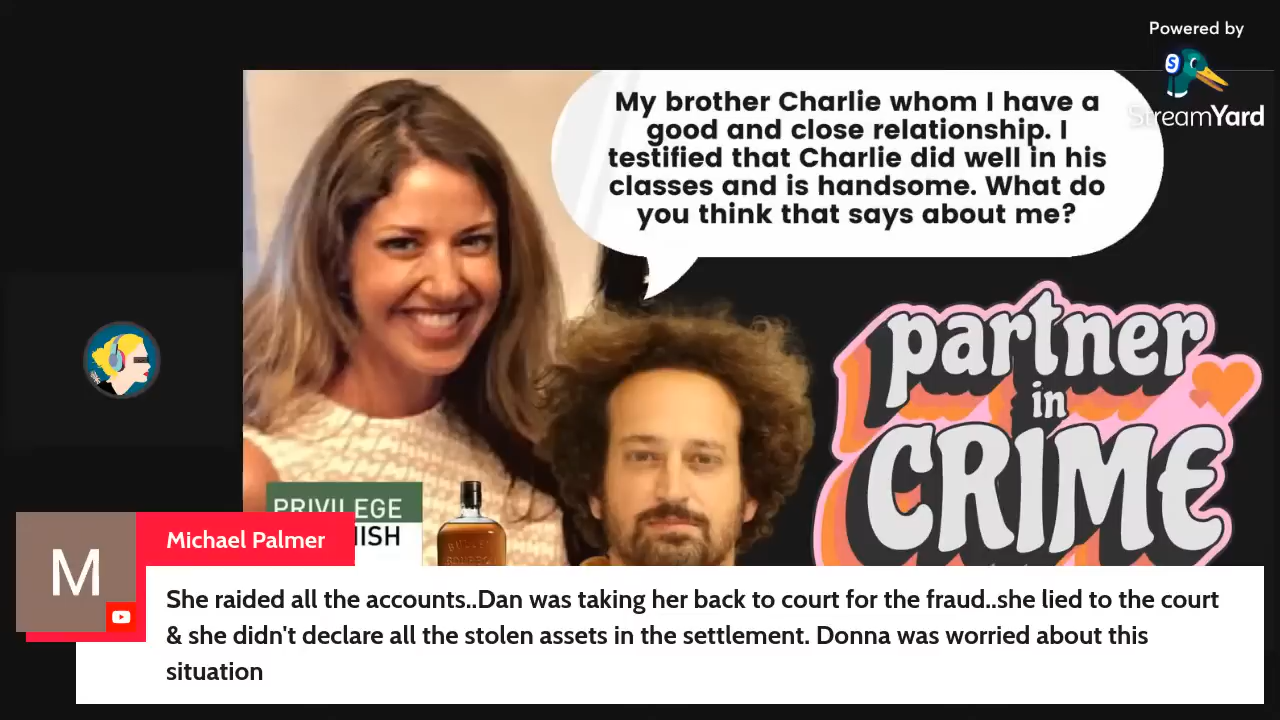 Powered by
StreamYard
My brother Charlie whom I have a
good and close relationship. I
testified that Charlie did well in his
classes and is handsome. What do
you think that says about me?
partner
in
CRIME
PRIVILEGE
ISH
BULLEIT
BOURBON
M
Michael Palmer
She raided all the accounts..Dan was taking her back to court for the fraud..she lied to the court
& she didn't declare all the stolen assets in the settlement. Donna was worried about this
situation